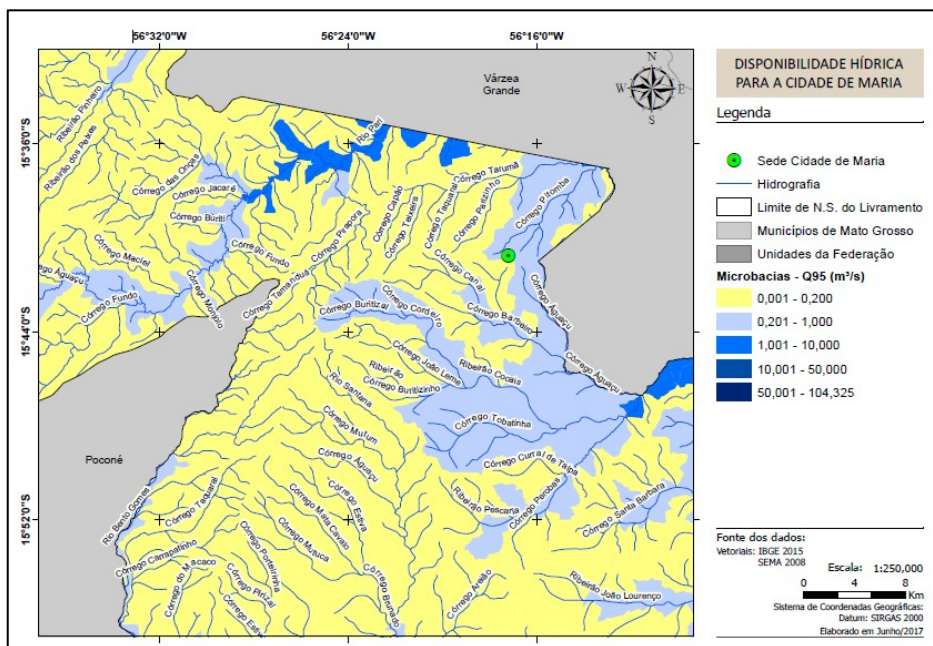 56°32'0"W
56°24'0"W
56°16'0"W
15°36'0"S
15°44'0"S
15°52'0"S
Várzea
Grande
Poconé
Ribeirão Pinheiro
Ribeirão dos Peixes
Rio Pari
Córrego das Onças
Córrego Jacaré
Córrego Buriti
Córrego Fundo
Córrego Maciel
Córrego Fundo
Córrego Monjolo
Córrego Tamanduá
Córrego Pirapora
Córrego Capão
Córrego Teixeira
Córrego Taquaral
Córrego Parizinho
Córrego Tarumã
Córrego Pitomba
Córrego Canal
Córrego Aguaçu
Córrego Barbeiro
Córrego Aguaçu
Córrego Buritizal
Córrego Cordeiro
Córrego João Leme
Ribeirão Cocais
Ribeirão
Córrego Buritizinho
Rio Santana
Córrego Mutum
Córrego Tobatinha
Córrego Aguaçu
Córrego Curral de Taipa
Córrego Estiva
Córrego Mata Cavalo
Córrego Mutuca
Ribeirão Pescaria
Córrego Perobas
Córrego Santa Barbara
Rio Bento Gomes
Córrego Taquaral
Córrego Carrapatinho
Córrego do Macaco
Córrego Porteirinha
Córrego Pirizal
Córrego Brunado
Córrego Areião
Ribeirão João Lourenço
N
W
E
S
DISPONIBILIDADE HÍDRICA
PARA A CIDADE DE MARIA
Legenda
Sede Cidade de Maria
Hidrografia
Limite de N.S. do Livramento
Municípios de Mato Grosso
Unidades da Federação
Microbacias - Q95 (m³/s)
0,001 - 0,200
0,201 - 1,000
1,001 - 10,000
10,001 - 50,000
50,001 - 104,325
Fonte dos dados:
Vetoriais: IBGE 2015
SEMA 2008
Escala: 1:250,000
0 4 8
Km
Sistema de Coordenadas Geográficas:
Datum: SIRGAS 2000
Elaborado em Junho/2017